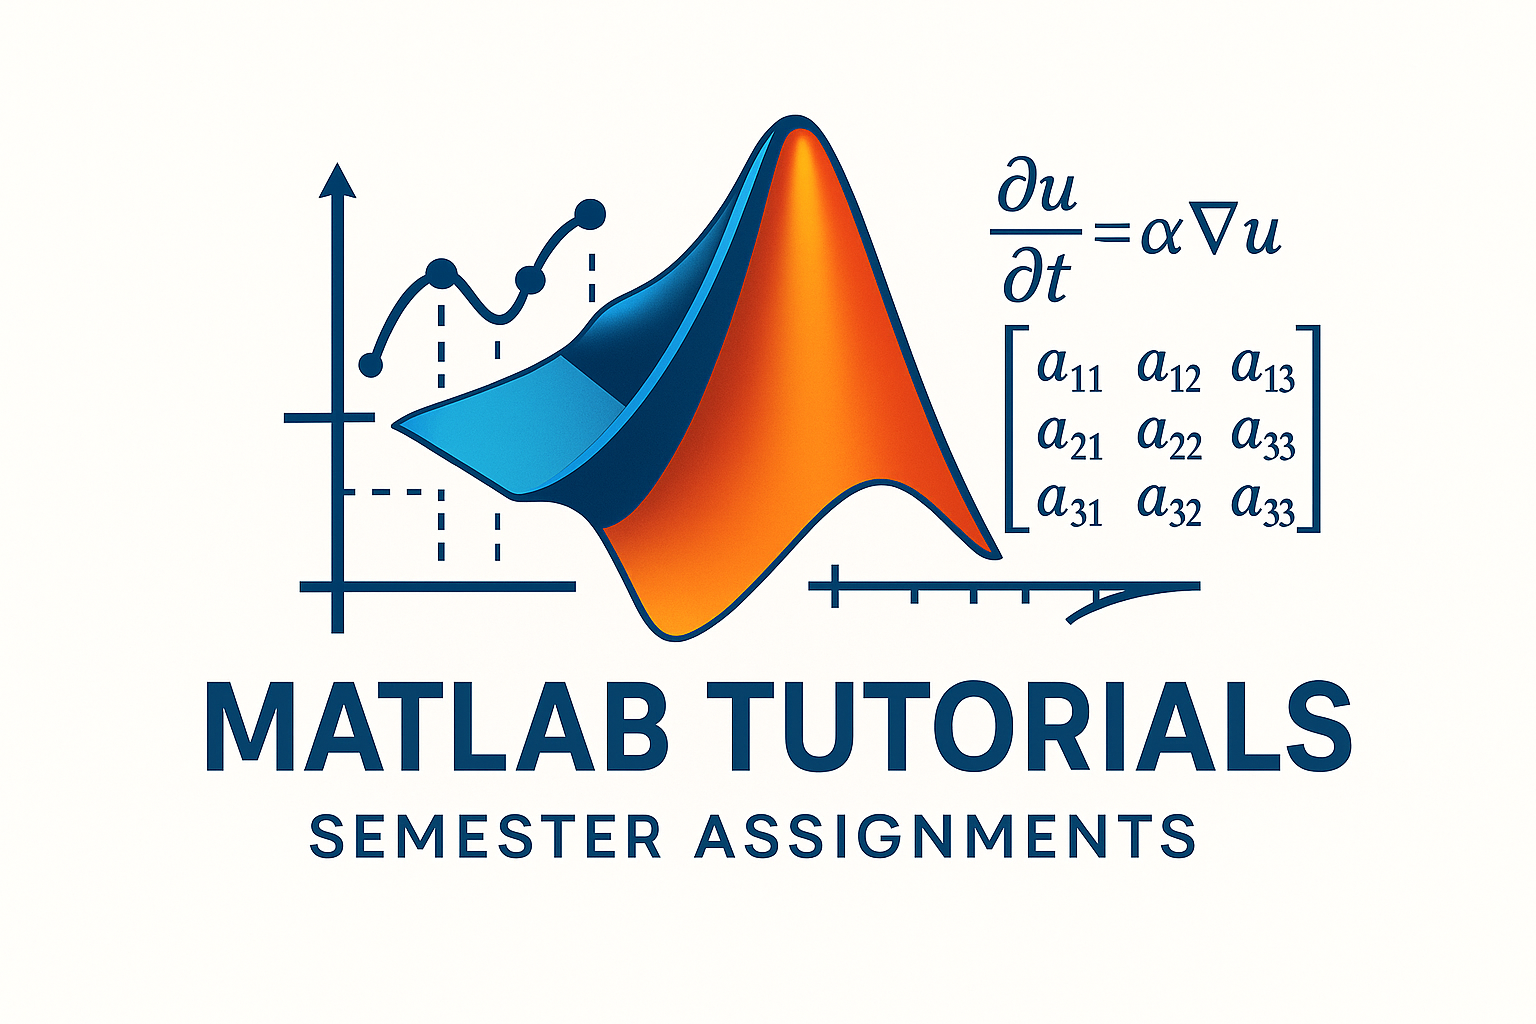 ∂u/∂t = α∇u
a₁₁ a₁₂ a₁₃
a₂₁ a₂₂ a₃₃
a₃₁ a₃₂ a₃₃
MATLAB TUTORIALS
SEMESTER ASSIGNMENTS